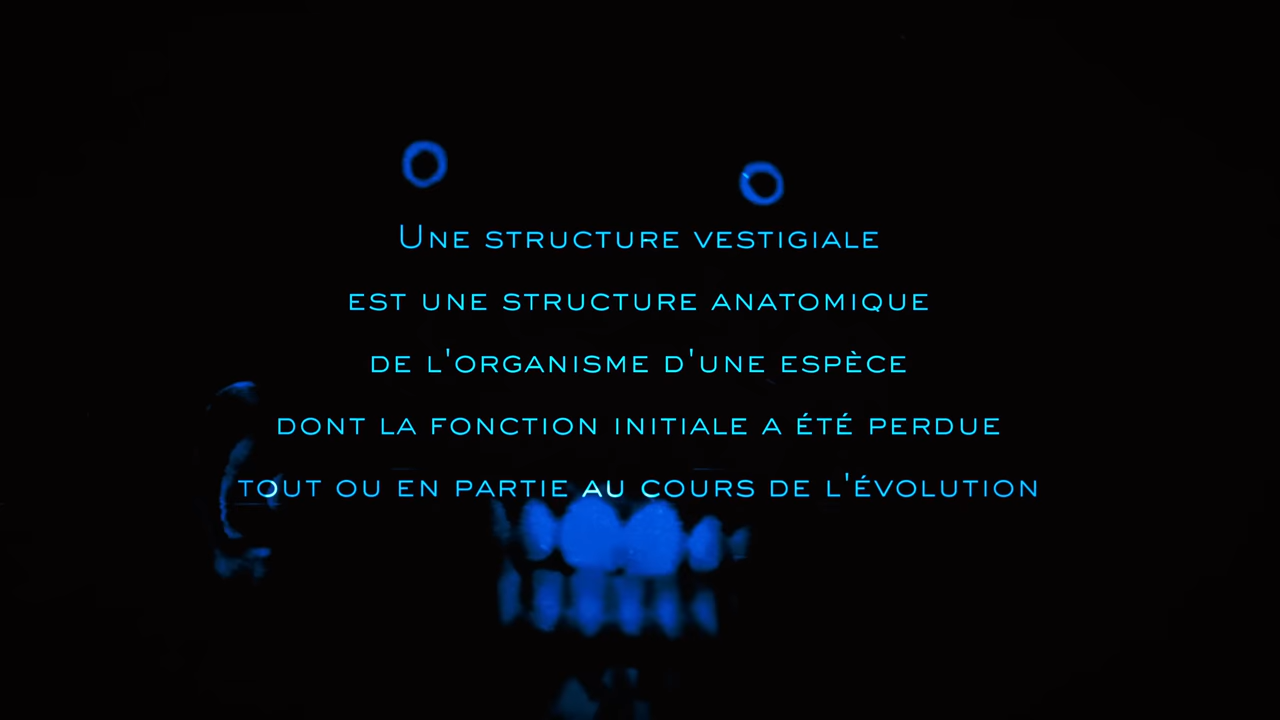 Une structure vestigiale
est une structure anatomique
de l'organisme d'une espèce
dont la fonction initiale a été perdue
tout ou en partie au cours de l'évolution